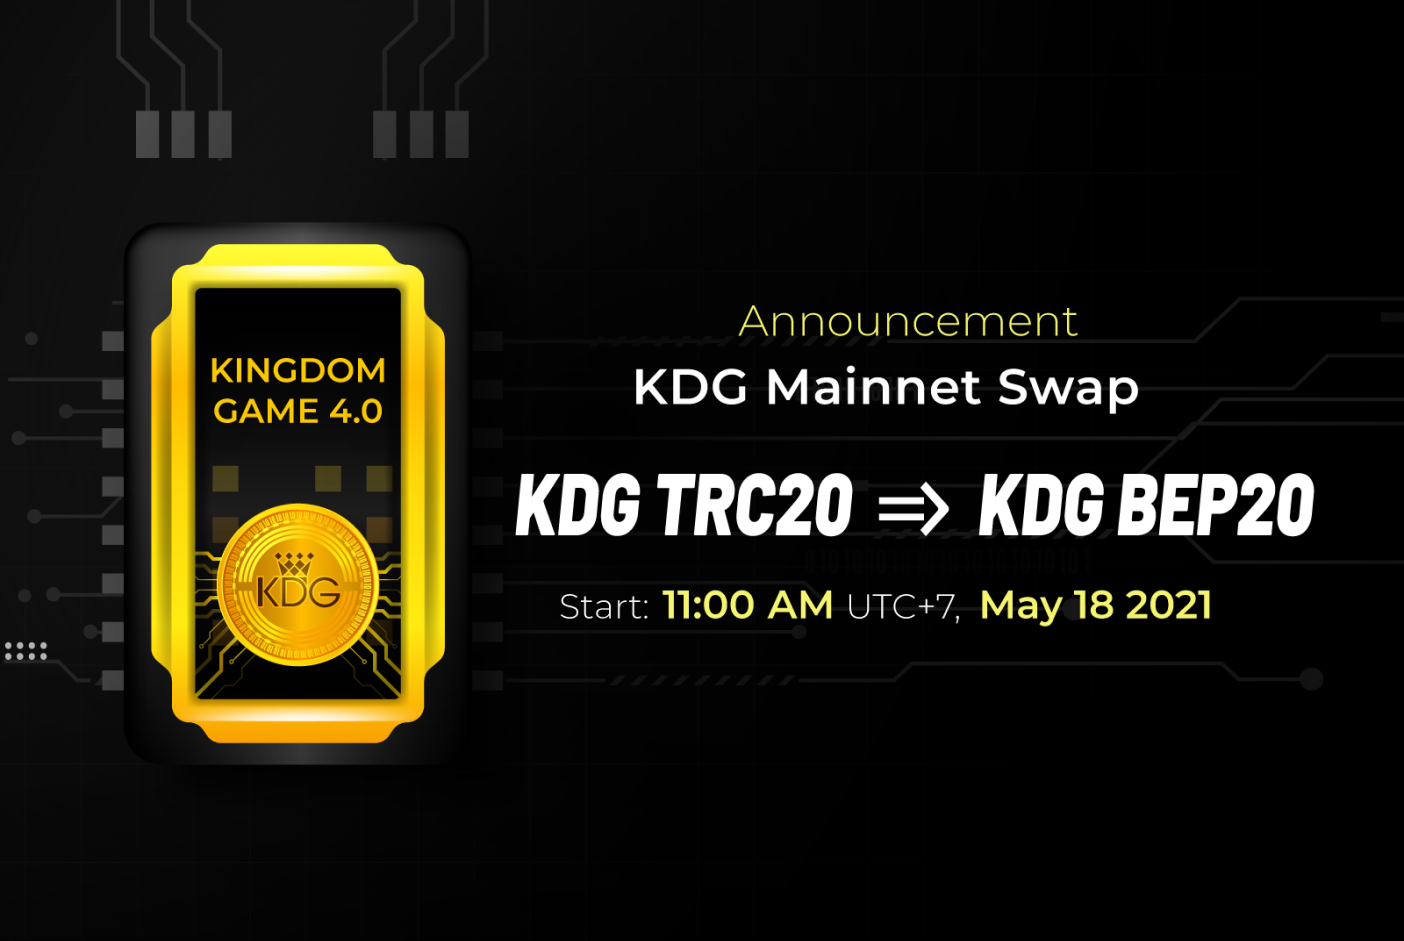 KINGDOM
GAME 4.0
KDG
Announcement
KDG Mainnet Swap
KDG TRC20 => KDG BEP20
Start: 11:00 AM UTC+7, May 18 2021